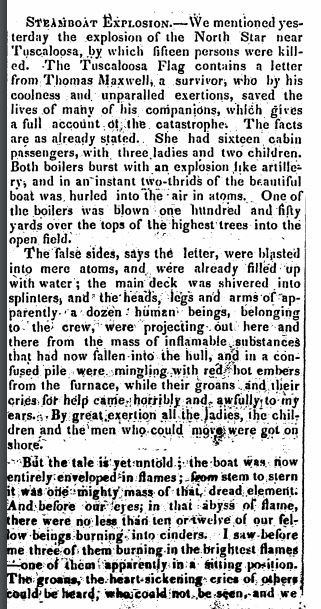 STEAMBOAT EXPLOSION.—We mentioned yes-
terday the explosion of the North Star near
Tuscaloosa, by which fifteen persons were kill-
ed. The Tuscaloosa Flag contains a letter
from Thomas Maxwell, a survivor, who by his
coolness and unparalled exertions, saved the
lives of many of his companions, which gives
a full account of the catastrophe. The facts
are as already stated. She had sixteen cabin
passengers, with three ladies and two children.
Both boilers burst with an explosion like artille-
ry; and in an instant two-thrids of the beautiful
boat was hurled into the air in atoms. One of
the boilers was blown one hundred and fifty
yards over the tops of the highest trees into the
open field.
The false sides, says the letter, were blasted
into mere atoms, and were already filled up
with water; the main deck was shivered into
splinters, and the heads, legs and arms of ap-
parently a dozen human beings, belonging
to the crew, were projecting out here and
there from the mass of inflamable substances
that had now fallen into the hull, and in a con-
fused pile were mingling with red hot embers
from the furnace, while their groans and their
cries for help came horribly and awfully to my
ears. By great exertion all the ladies, the chil-
dren and the men who could move were got on
shore.
But the tale is yet untold; the boat was now
entirely enveloped in flames; from stem to stern
it was one mighty mass of that dread element.
And before our eyes, in that abyss of flame,
there were no less than ten or twelve of our fel-
low beings burning into cinders. I saw before
me three of them burning in the brightest flames
—one of them apparently in a sitting position.
The groans, the heart-sickening cries of others
could be heard, who could not be seen, and we